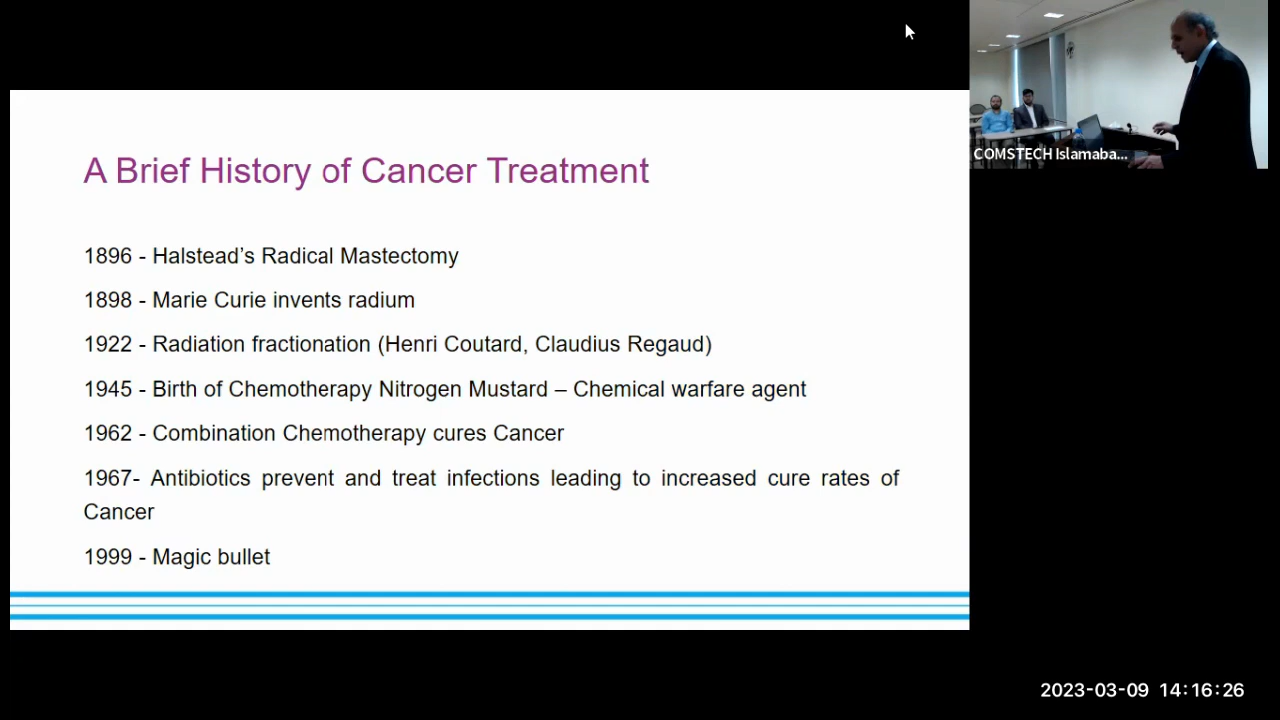 COMSTECH Islamaba...
A Brief History of Cancer Treatment
1896 - Halstead’s Radical Mastectomy
1898 - Marie Curie invents radium
1922 - Radiation fractionation (Henri Coutard, Claudius Regaud)
1945 - Birth of Chemotherapy Nitrogen Mustard – Chemical warfare agent
1962 - Combination Chemotherapy cures Cancer
1967- Antibiotics prevent and treat infections leading to increased cure rates of
Cancer
1999 - Magic bullet
2023-03-09 14:16:26